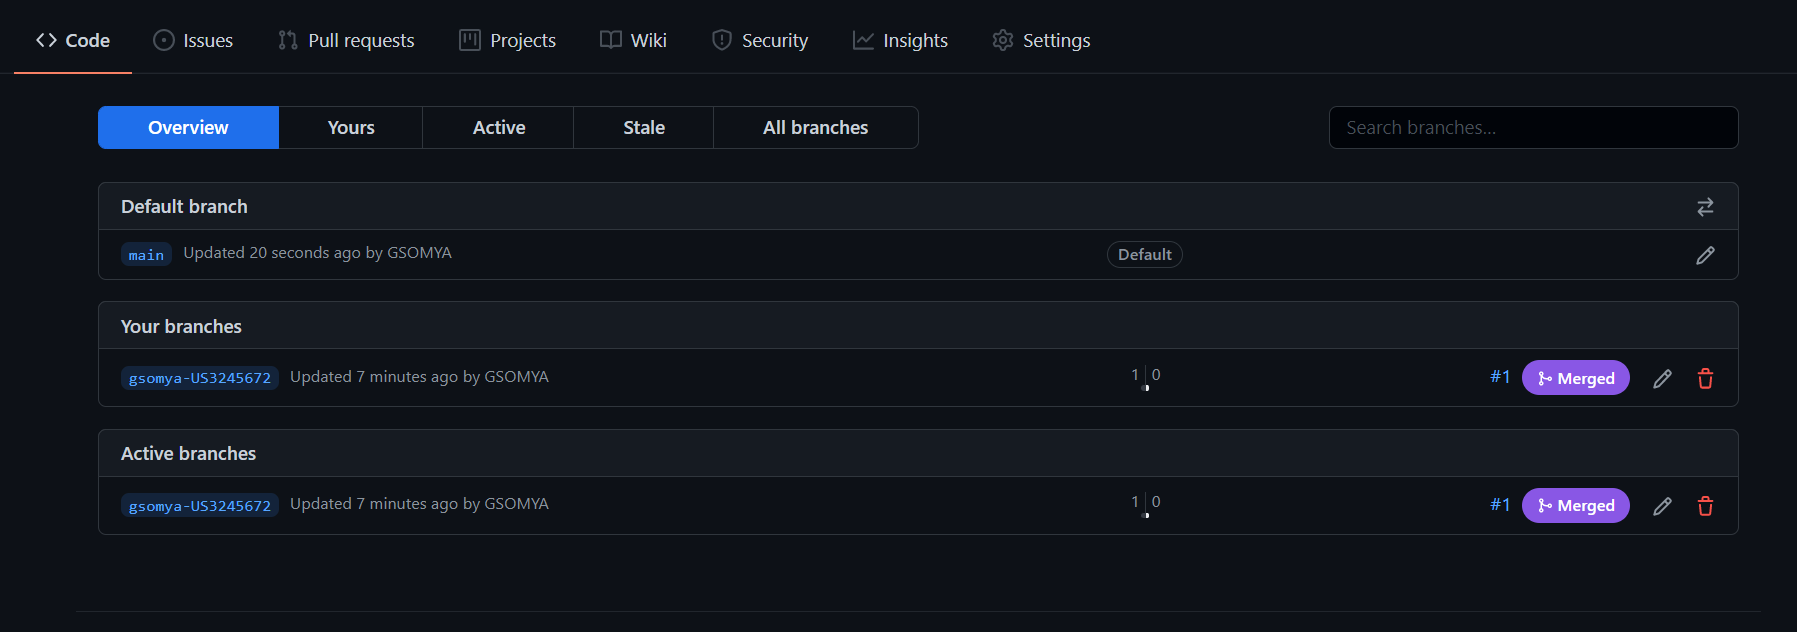 Code Issues Pull requests Projects Wiki Security Insights Settings
Overview Yours Active Stale All branches Search branches...
Default branch
main Updated 20 seconds ago by GSOMYA Default
Your branches
gsomya-US3245672 Updated 7 minutes ago by GSOMYA 1 0 #1 Merged
Active branches
gsomya-US3245672 Updated 7 minutes ago by GSOMYA 1 0 #1 Merged